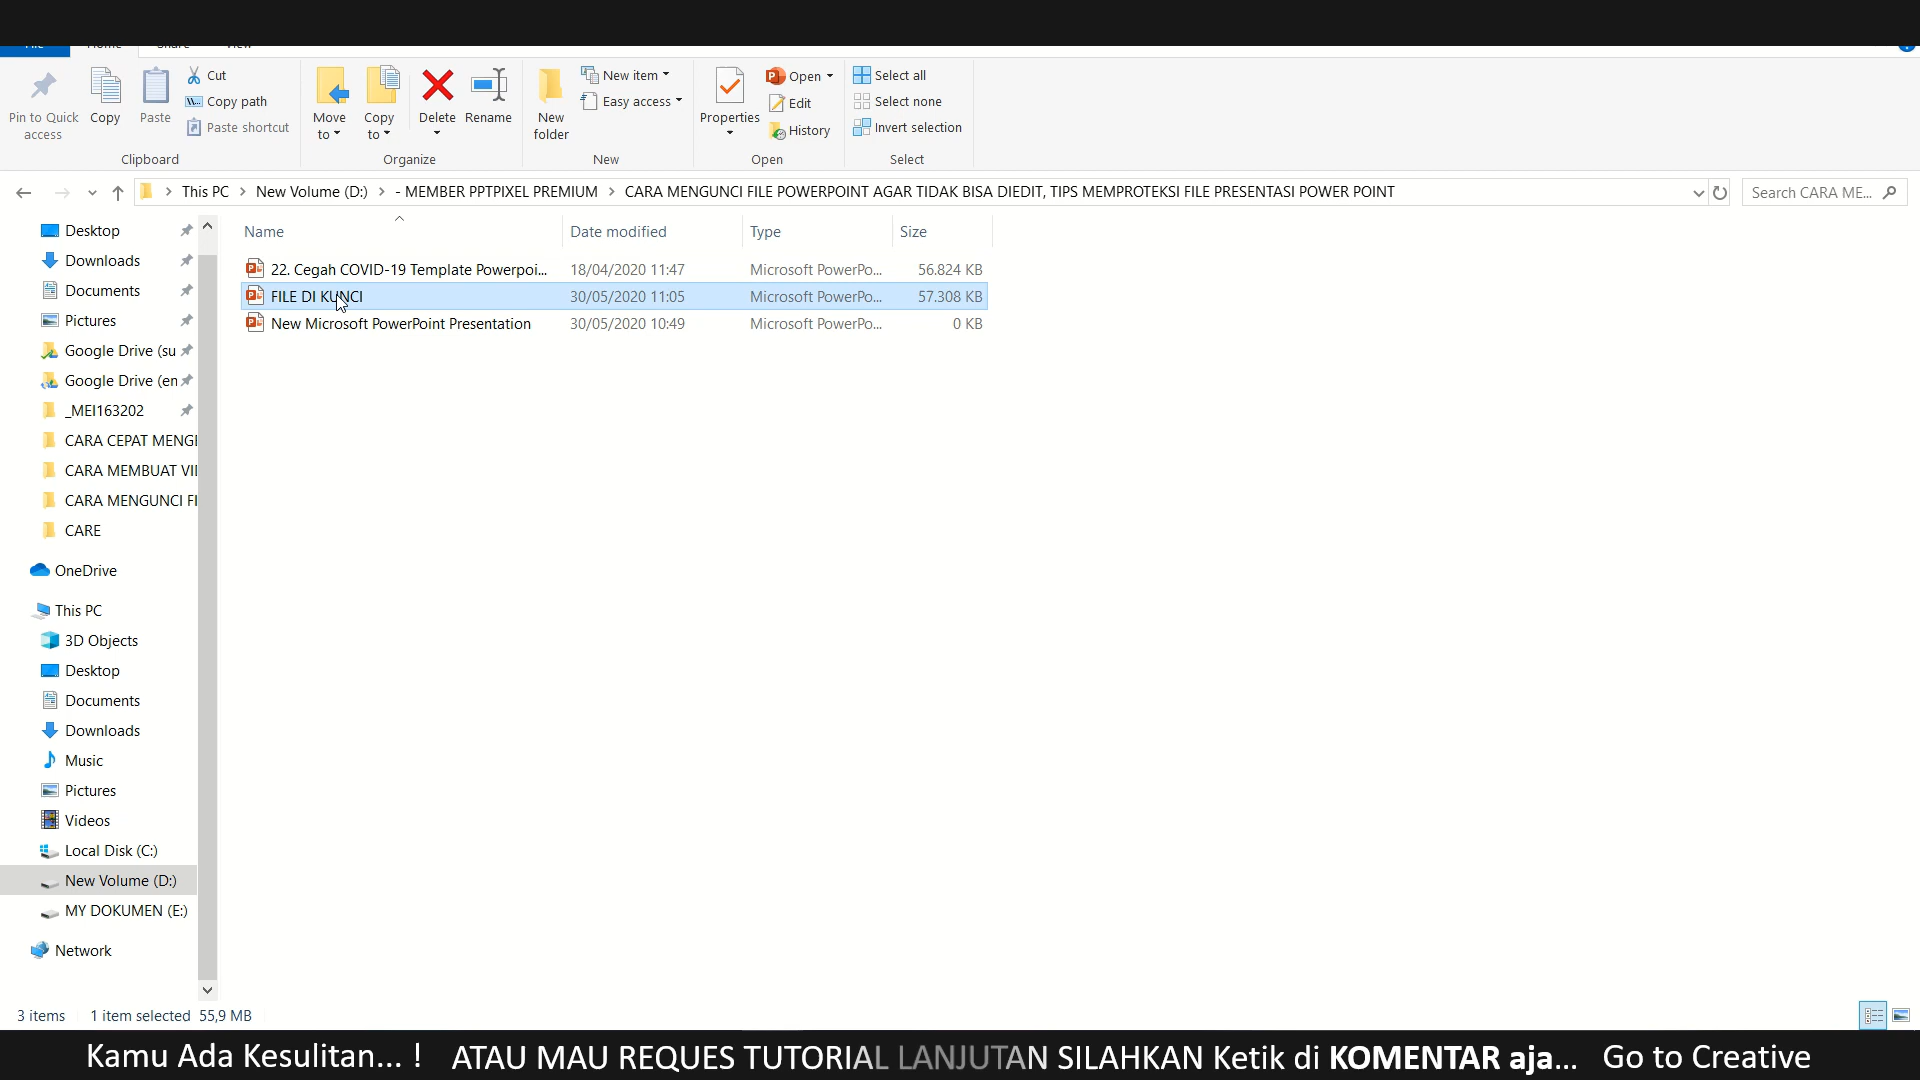 Cut
Copy path
Paste shortcut
Pin to Quick access
Copy
Paste
Clipboard
Move to
Copy to
Delete
Rename
Organize
New folder
New item
Easy access
New
Properties
Open
Edit
History
Open
Select all
Select none
Invert selection
Select
This PC > New Volume (D:) > - MEMBER PPTPIXEL PREMIUM > CARA MENGUNCI FILE POWERPOINT AGAR TIDAK BISA DIEDIT, TIPS MEMPROTEKSI FILE PRESENTASI POWER POINT
Search CARA ME...
Desktop
Downloads
Documents
Pictures
Google Drive (su
Google Drive (en
_MEI163202
CARA CEPAT MENG
CARA MEMBUAT VI
CARA MENGUNCI FI
CARE
OneDrive
This PC
3D Objects
Desktop
Documents
Downloads
Music
Pictures
Videos
Local Disk (C:)
New Volume (D:)
MY DOKUMEN (E:)
Network
Name Date modified Type Size
22. Cegah COVID-19 Template Powerpoi... 18/04/2020 11:47 Microsoft PowerPo... 56.824 KB
FILE DI KUNCI 30/05/2020 11:05 Microsoft PowerPo... 57.308 KB
New Microsoft PowerPoint Presentation 30/05/2020 10:49 Microsoft PowerPo... 0 KB
3 items 1 item selected 55,9 MB
Kamu Ada Kesulitan... ! ATAU MAU REQUES TUTORIAL LANJUTAN SILAHKAN Ketik di KOMENTAR aja... Go to Creative